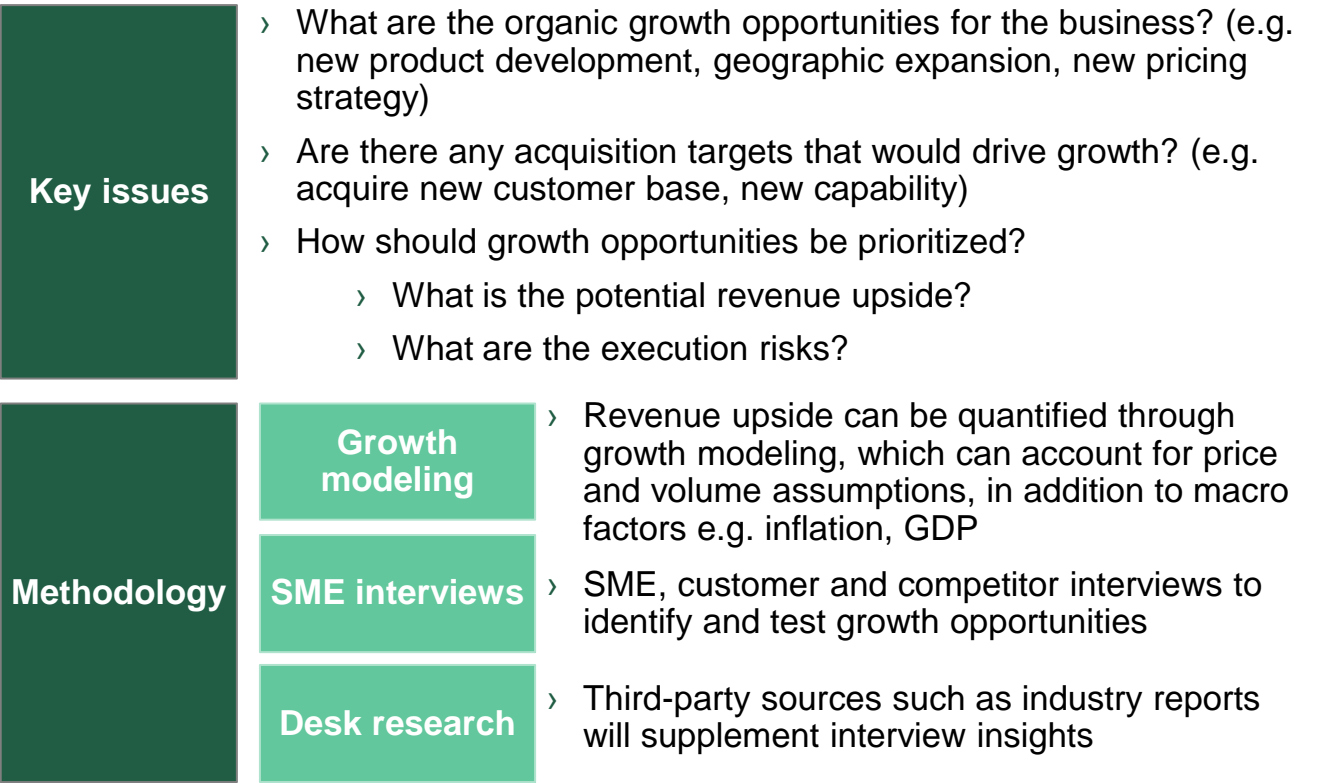 Key issues
› What are the organic growth opportunities for the business? (e.g.
new product development, geographic expansion, new pricing
strategy)
› Are there any acquisition targets that would drive growth? (e.g.
acquire new customer base, new capability)
› How should growth opportunities be prioritized?
› What is the potential revenue upside?
› What are the execution risks?
Methodology
Growth
modeling
› Revenue upside can be quantified through
growth modeling, which can account for price
and volume assumptions, in addition to macro
factors e.g. inflation, GDP
SME interviews
› SME, customer and competitor interviews to
identify and test growth opportunities
Desk research
› Third-party sources such as industry reports
will supplement interview insights